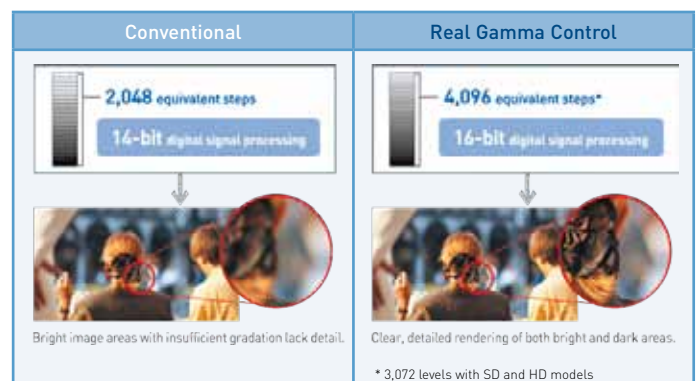 Conventional
2,048 equivalent steps
14-bit digital signal processing
Bright image areas with insufficient gradation lack detail.
Real Gamma Control
4,096 equivalent steps*
16-bit digital signal processing
Clear, detailed rendering of both bright and dark areas.
* 3,072 levels with SD and HD models